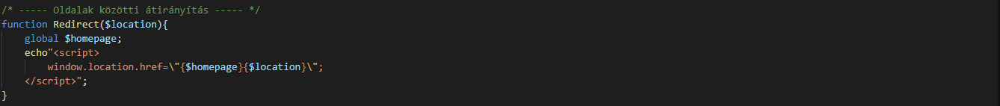 /* ----- Oldalak közötti átirányítás ----- */
function Redirect($location){
    global $homepage;
    echo"<script>
        window.location.href=\"{$homepage}{$location}\";
    </script>";
}